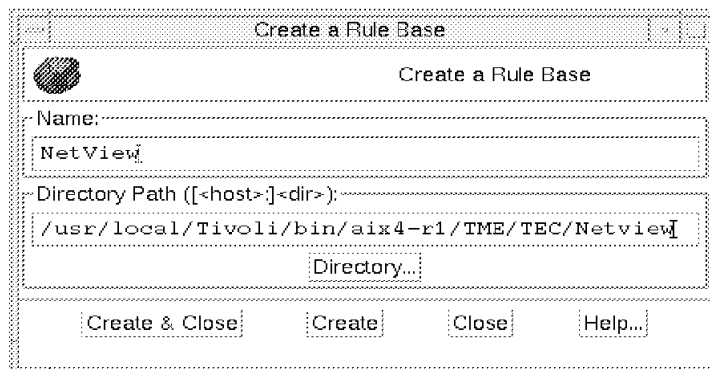 Create a Rule Base
Create a Rule Base
Name:
NetView
Directory Path ([<host>:]<dir>):
/usr/local/Tivoli/bin/aix4-r1/TME/TEC/Netview
Directory...
Create & Close Create Close Help...